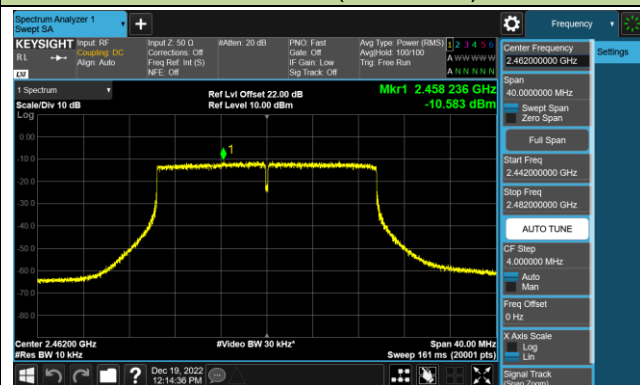 Spectrum Analyzer 1
Swept SA
Frequency
KEYSIGHT
RL
Input: RF
Coupling: DC
Align: Auto
Input Z: 50 Ω
Corrections: Off
Freq Ref: Int (S)
NFE: Off
#Atten: 20 dB
PNO: Fast
Gate: Off
IF Gain: Low
Sig Track: Off
Avg Type: Power (RMS)
Avg|Hold: 100/100
Trig: Free Run
1 2 3 4 5 6
A W W W W W
A N N N N N
1 Spectrum
Scale/Div 10 dB
Log
Ref Lvl Offset 22.00 dB
Ref Level 10.00 dBm
Mkr1 2.458 236 GHz
-10.583 dBm
1
0.00
-10.0
-20.0
-30.0
-40.0
-50.0
-60.0
-70.0
-80.0
Center 2.46200 GHz
#Res BW 10 kHz
#Video BW 30 kHz*
Span 40.00 MHz
Sweep 161 ms (20001 pts)
Center Frequency
2.462000000 GHz
Settings
Span
40.0000000 MHz
Swept Span
Zero Span
Full Span
Start Freq
2.442000000 GHz
Stop Freq
2.482000000 GHz
AUTO TUNE
CF Step
4.000000 MHz
Auto
Man
Freq Offset
0 Hz
X Axis Scale
Log
Lin
Signal Track
(Span Zoom)
Dec 19, 2022
12:14:36 PM